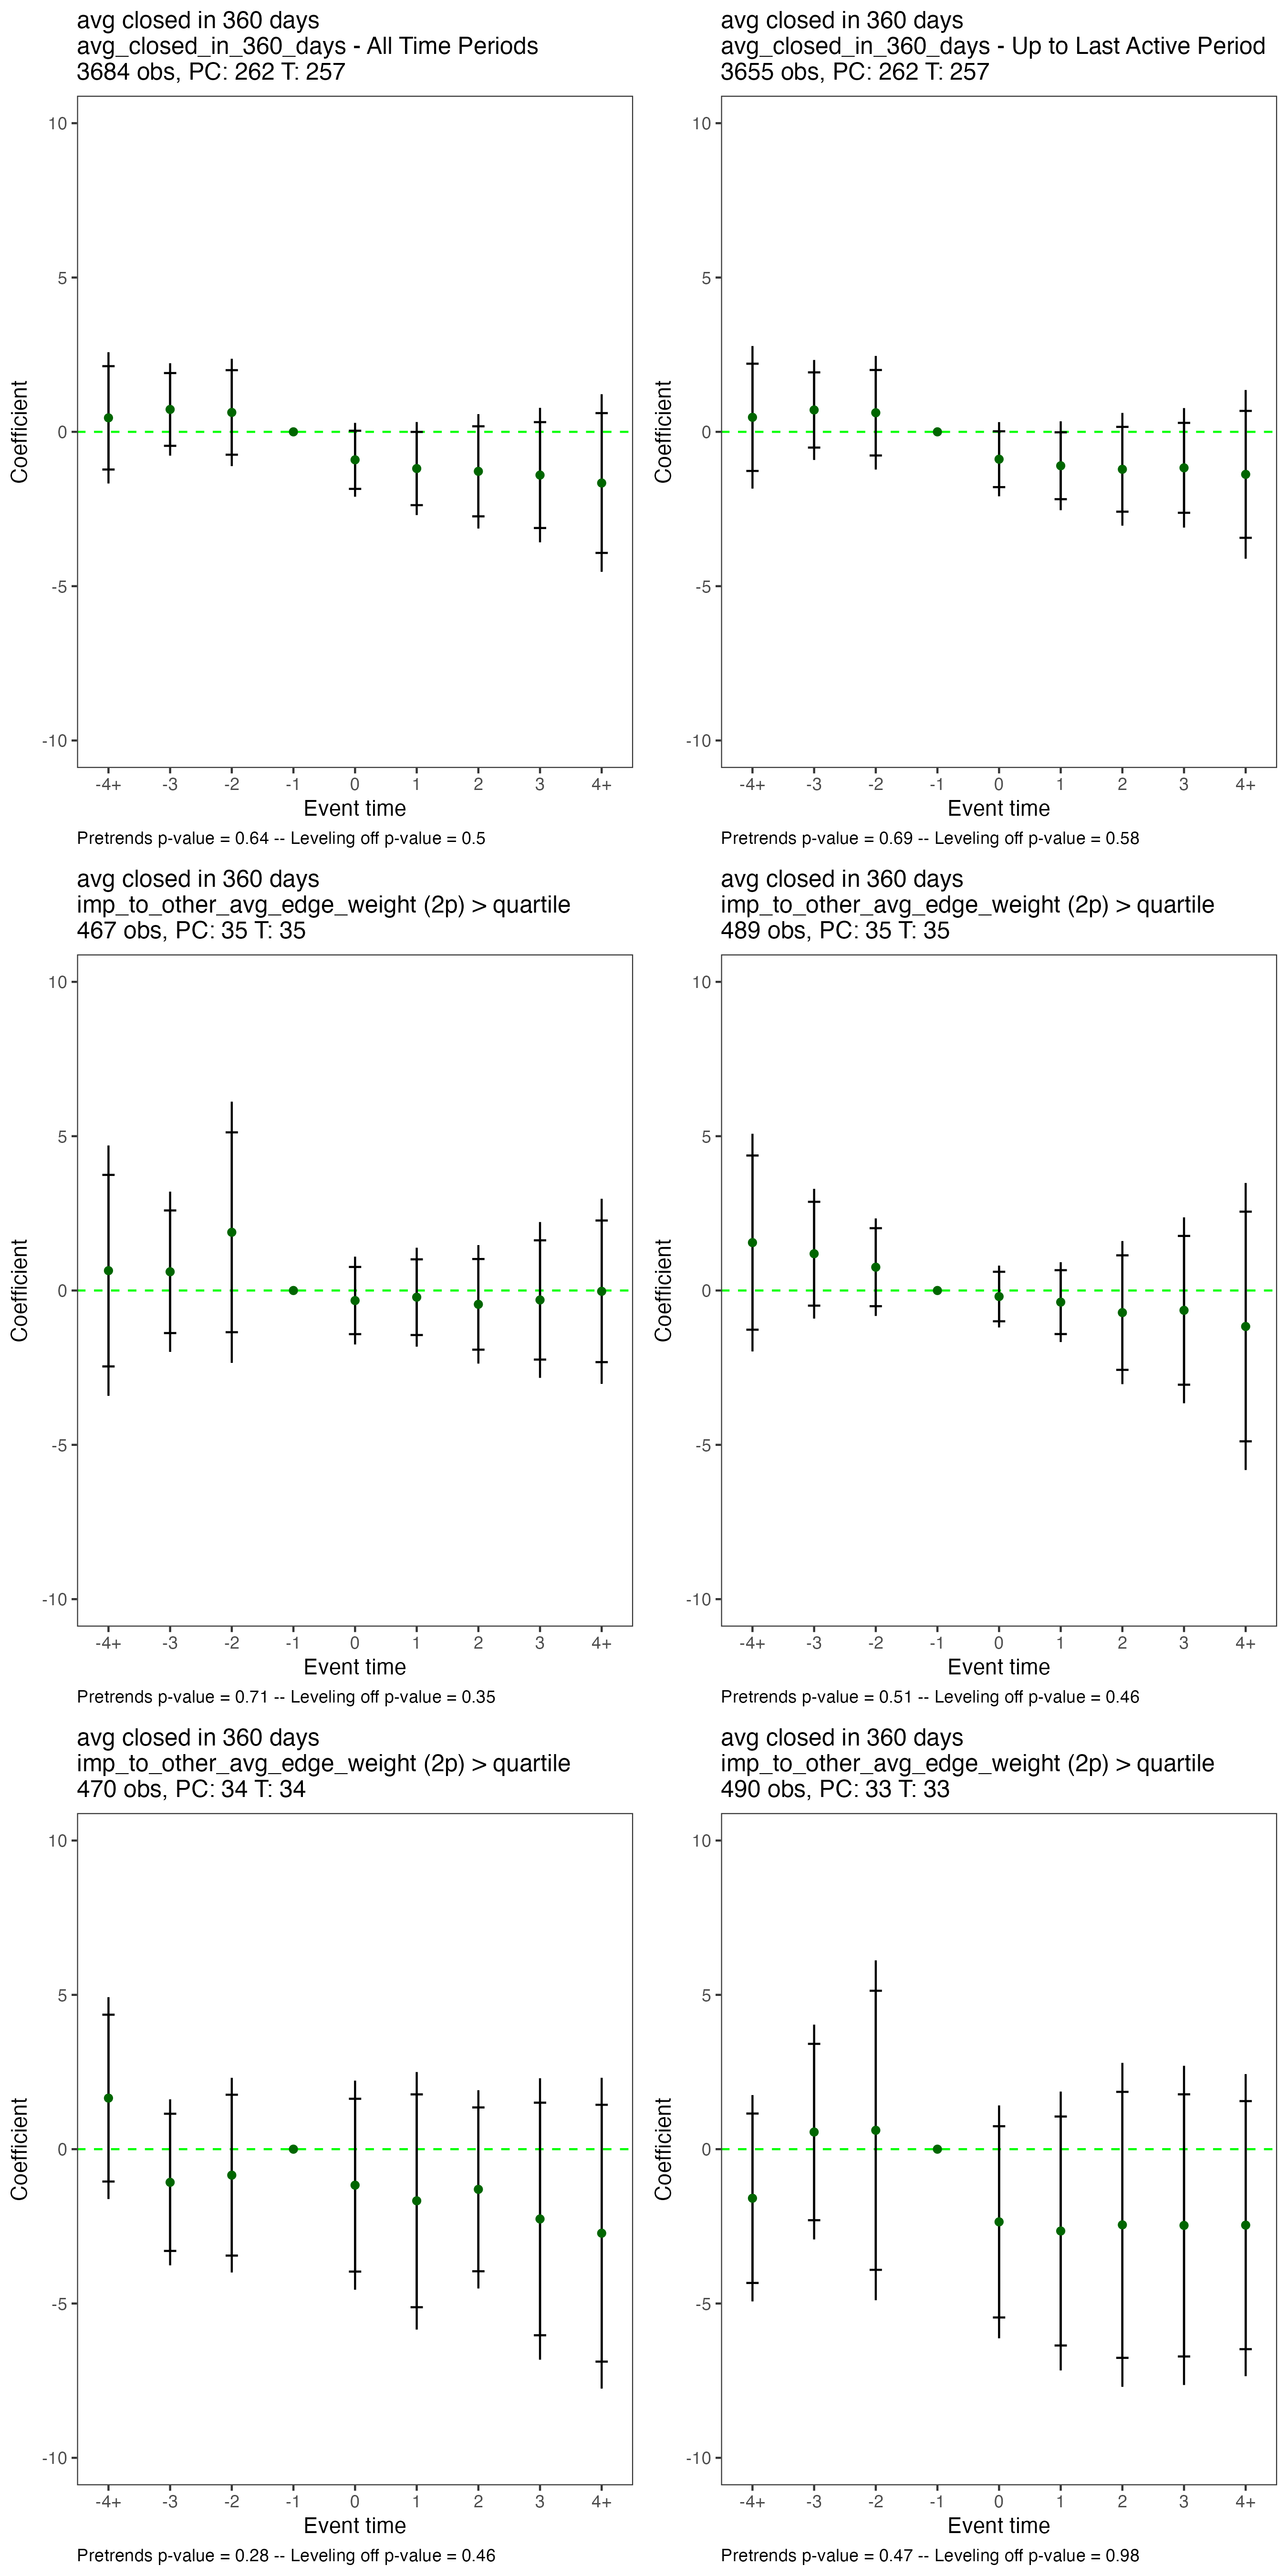 avg closed in 360 days
avg_closed_in_360_days - All Time Periods
3684 obs, PC: 262 T: 257
10
5
0
-5
-10
Coefficient
-4+ -3 -2 -1 0 1 2 3 4+
Event time
Pretrends p-value = 0.64 -- Leveling off p-value = 0.5
avg closed in 360 days
avg_closed_in_360_days - Up to Last Active Period
3655 obs, PC: 262 T: 257
10
5
0
-5
-10
Coefficient
-4+ -3 -2 -1 0 1 2 3 4+
Event time
Pretrends p-value = 0.69 -- Leveling off p-value = 0.58
avg closed in 360 days
imp_to_other_avg_edge_weight (2p) > quartile
467 obs, PC: 35 T: 35
10
5
0
-5
-10
Coefficient
-4+ -3 -2 -1 0 1 2 3 4+
Event time
Pretrends p-value = 0.71 -- Leveling off p-value = 0.35
avg closed in 360 days
imp_to_other_avg_edge_weight (2p) > quartile
489 obs, PC: 35 T: 35
10
5
0
-5
-10
Coefficient
-4+ -3 -2 -1 0 1 2 3 4+
Event time
Pretrends p-value = 0.51 -- Leveling off p-value = 0.46
avg closed in 360 days
imp_to_other_avg_edge_weight (2p) > quartile
470 obs, PC: 34 T: 34
10
5
0
-5
-10
Coefficient
-4+ -3 -2 -1 0 1 2 3 4+
Event time
Pretrends p-value = 0.28 -- Leveling off p-value = 0.46
avg closed in 360 days
imp_to_other_avg_edge_weight (2p) > quartile
490 obs, PC: 33 T: 33
10
5
0
-5
-10
Coefficient
-4+ -3 -2 -1 0 1 2 3 4+
Event time
Pretrends p-value = 0.47 -- Leveling off p-value = 0.98